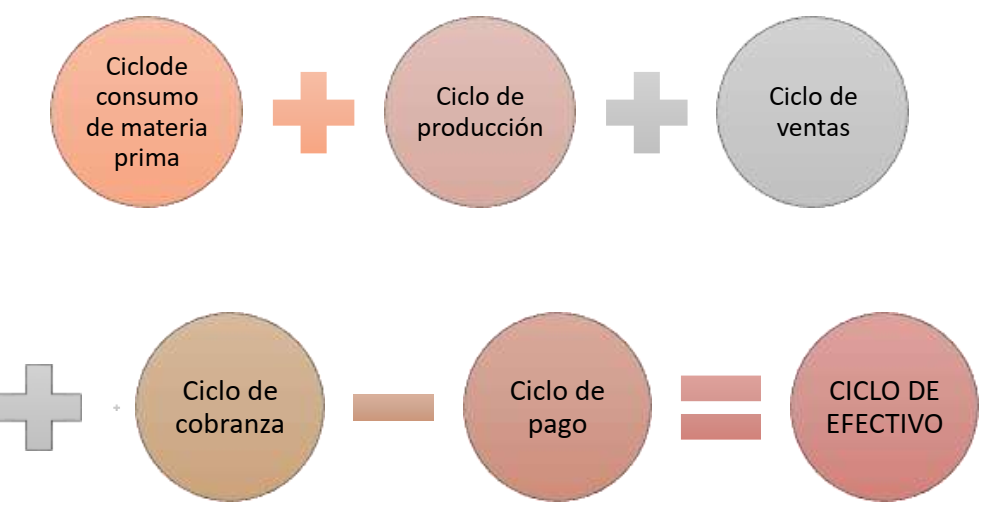 Ciclode
consumo
de materia
prima
Ciclo de
producción
Ciclo de
ventas
Ciclo de
cobranza
Ciclo de
pago
CICLO DE
EFECTIVO